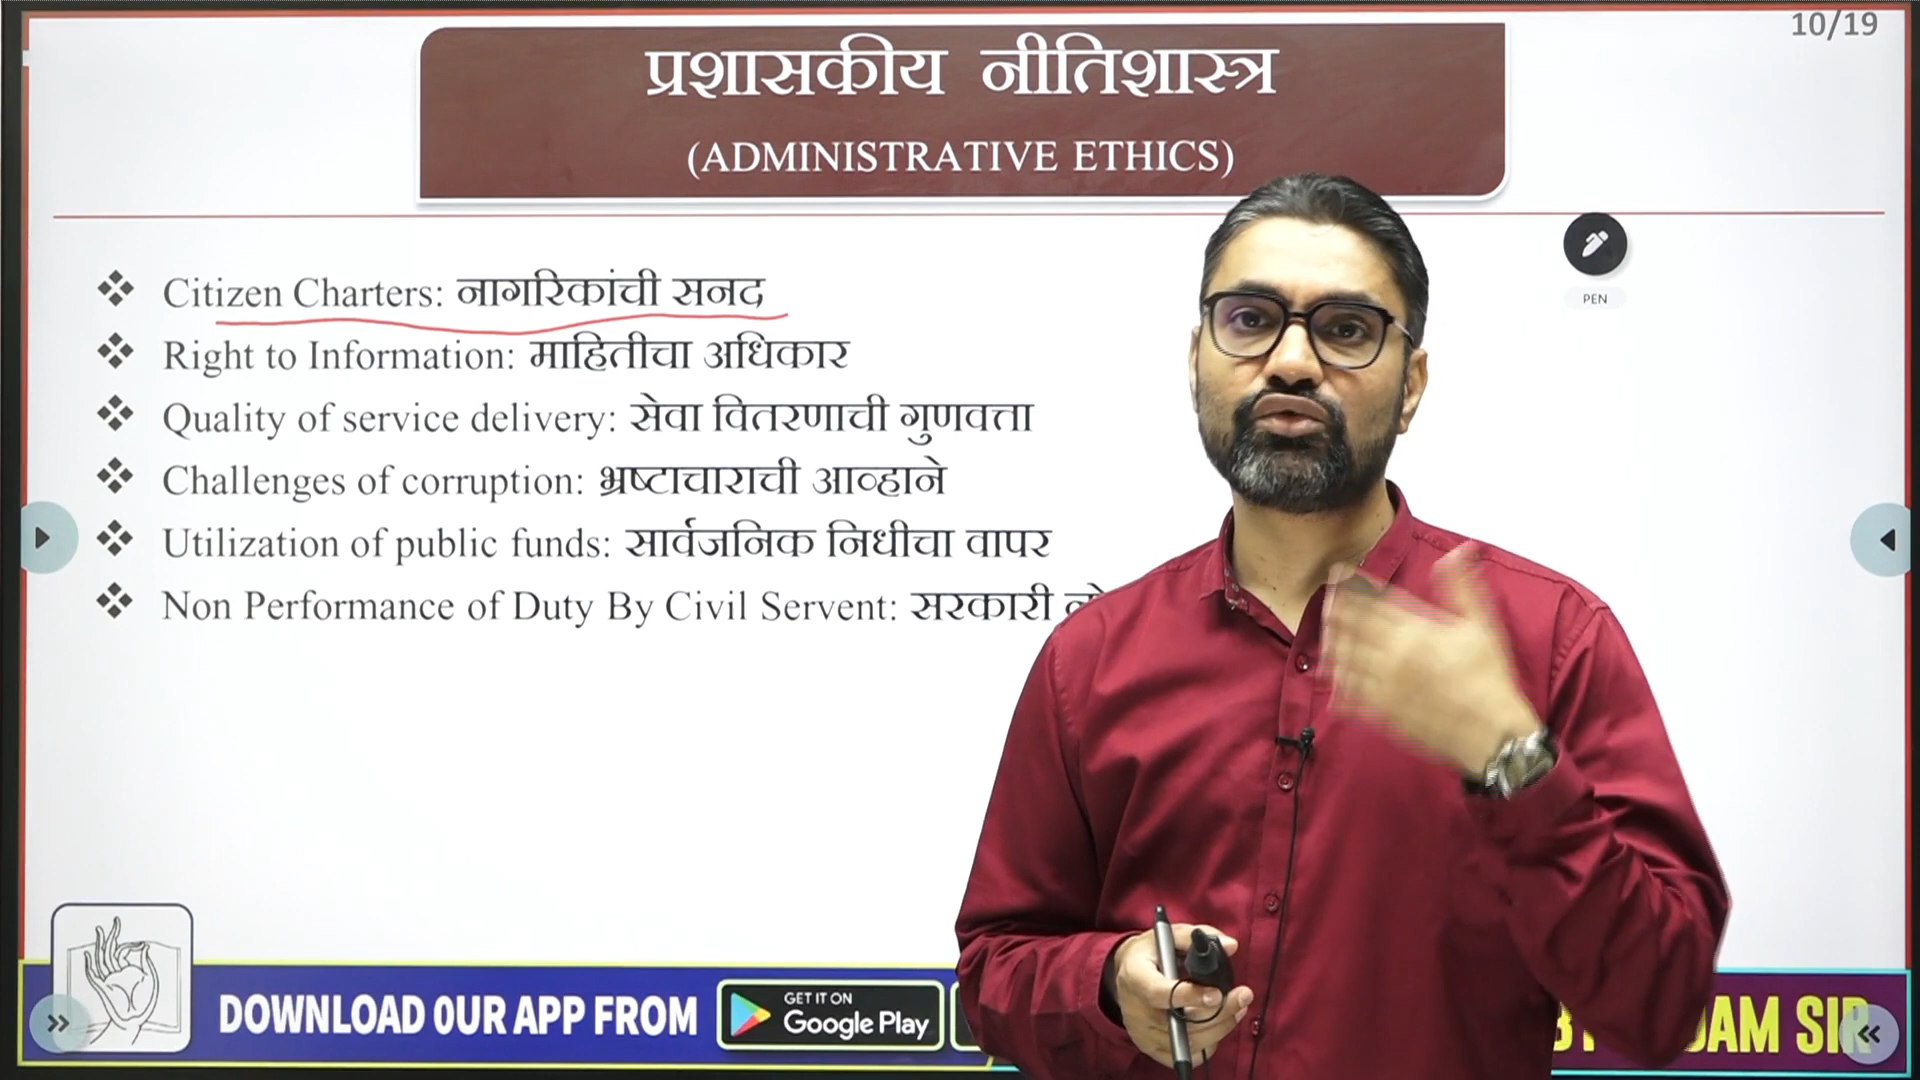 10/19
प्रशासकीय नीतिशास्त्र
(ADMINISTRATIVE ETHICS)
PEN
❖ Citizen Charters: नागरिकांची सनद
❖ Right to Information: माहितीचा अधिकार
❖ Quality of service delivery: सेवा वितरणाची गुणवत्ता
❖ Challenges of corruption: भ्रष्टाचाराची आव्हाने
❖ Utilization of public funds: सार्वजनिक निधीचा वापर
❖ Non Performance of Duty By Civil Servent: सरकारी
DOWNLOAD 0UR APP FROM
GET IT ON
Google Play
SIR